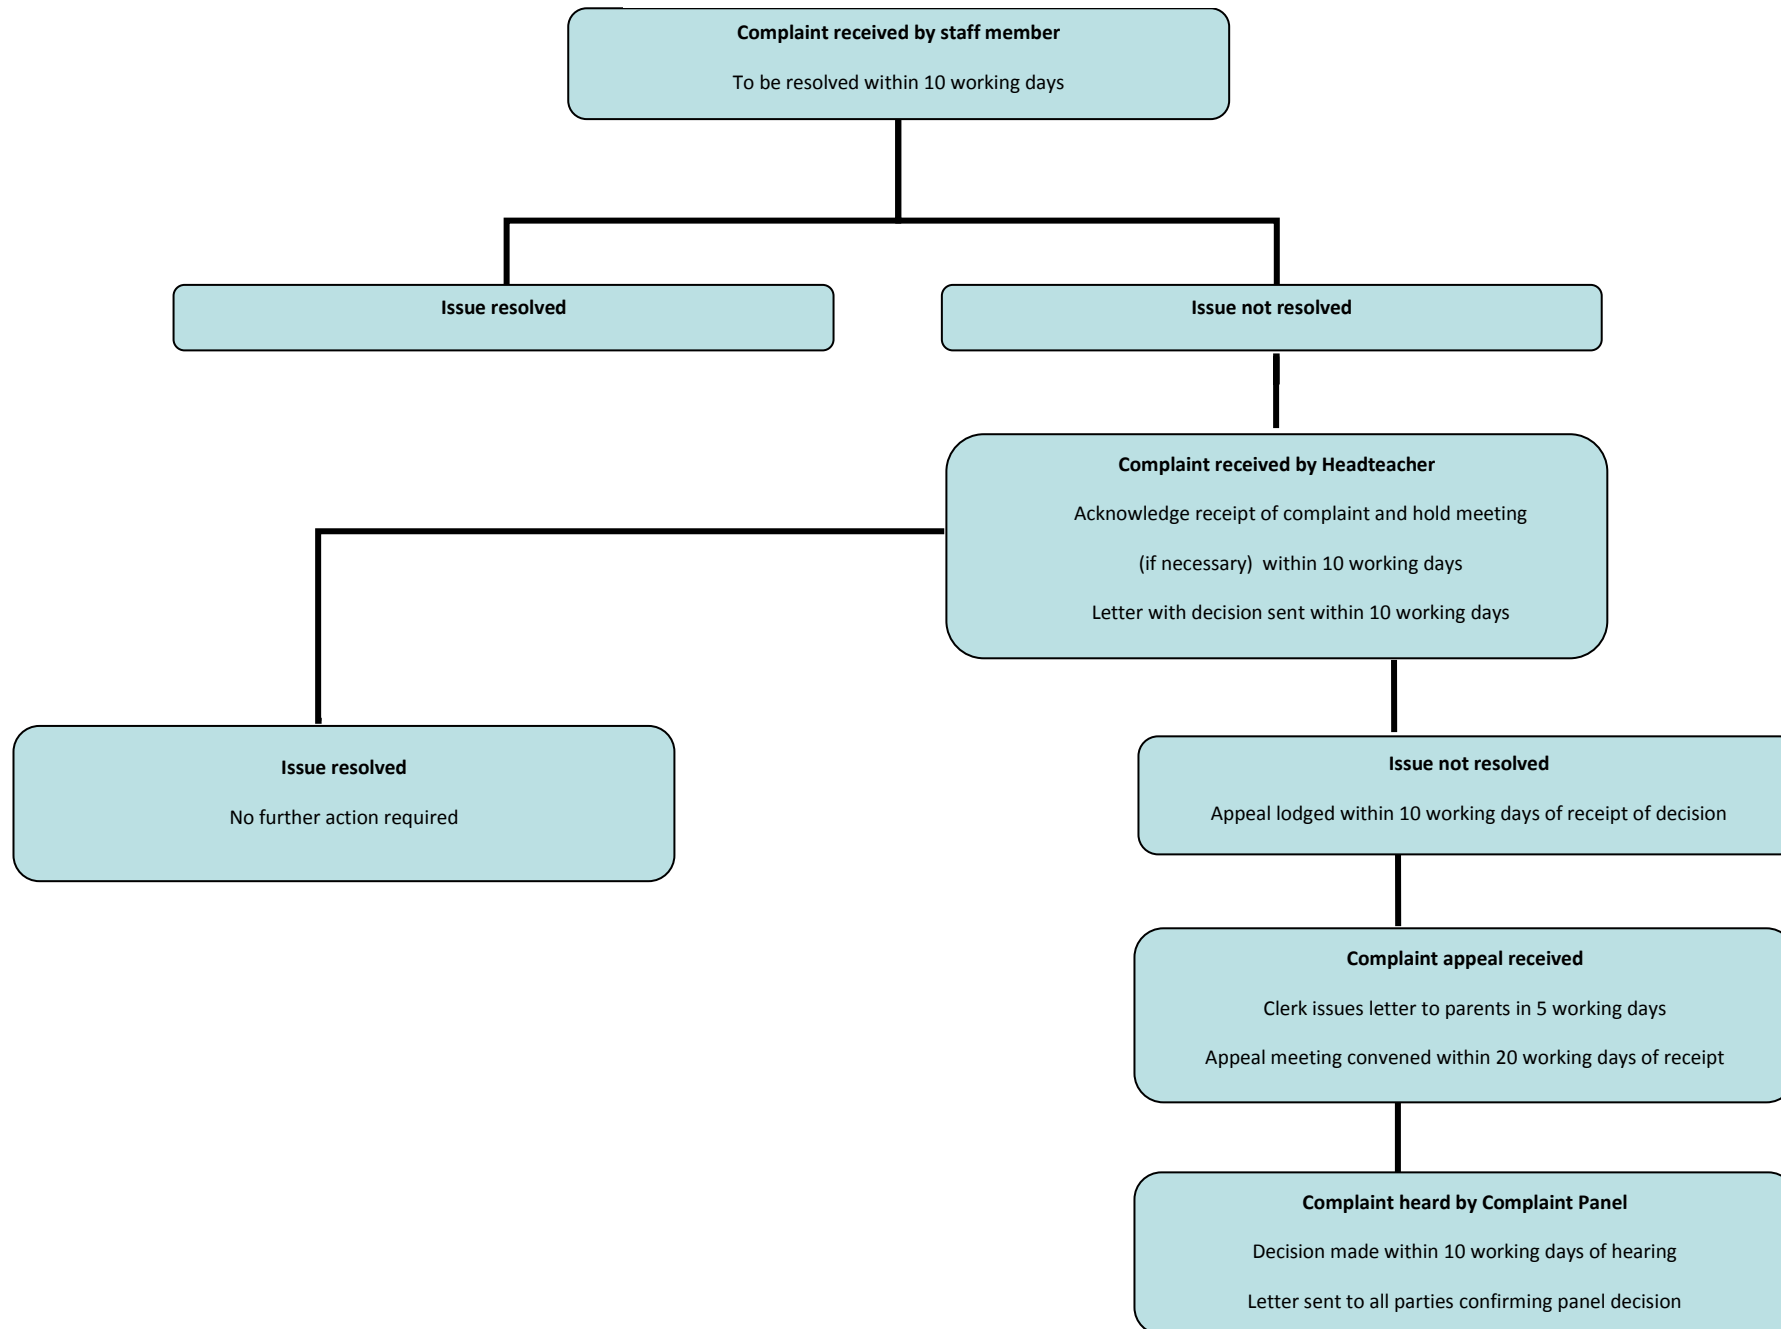 Complaint received by staff member
To be resolved within 10 working days
Issue resolved
Issue not resolved
Complaint received by Headteacher
Acknowledge receipt of complaint and hold meeting
(if necessary)  within 10 working days
Letter with decision sent within 10 working days
Issue resolved
No further action required
Issue not resolved
Appeal lodged within 10 working days of receipt of decision
Complaint appeal received
Clerk issues letter to parents in 5 working days
Appeal meeting convened within 20 working days of receipt
Complaint heard by Complaint Panel
Decision made within 10 working days of hearing
Letter sent to all parties confirming panel decision